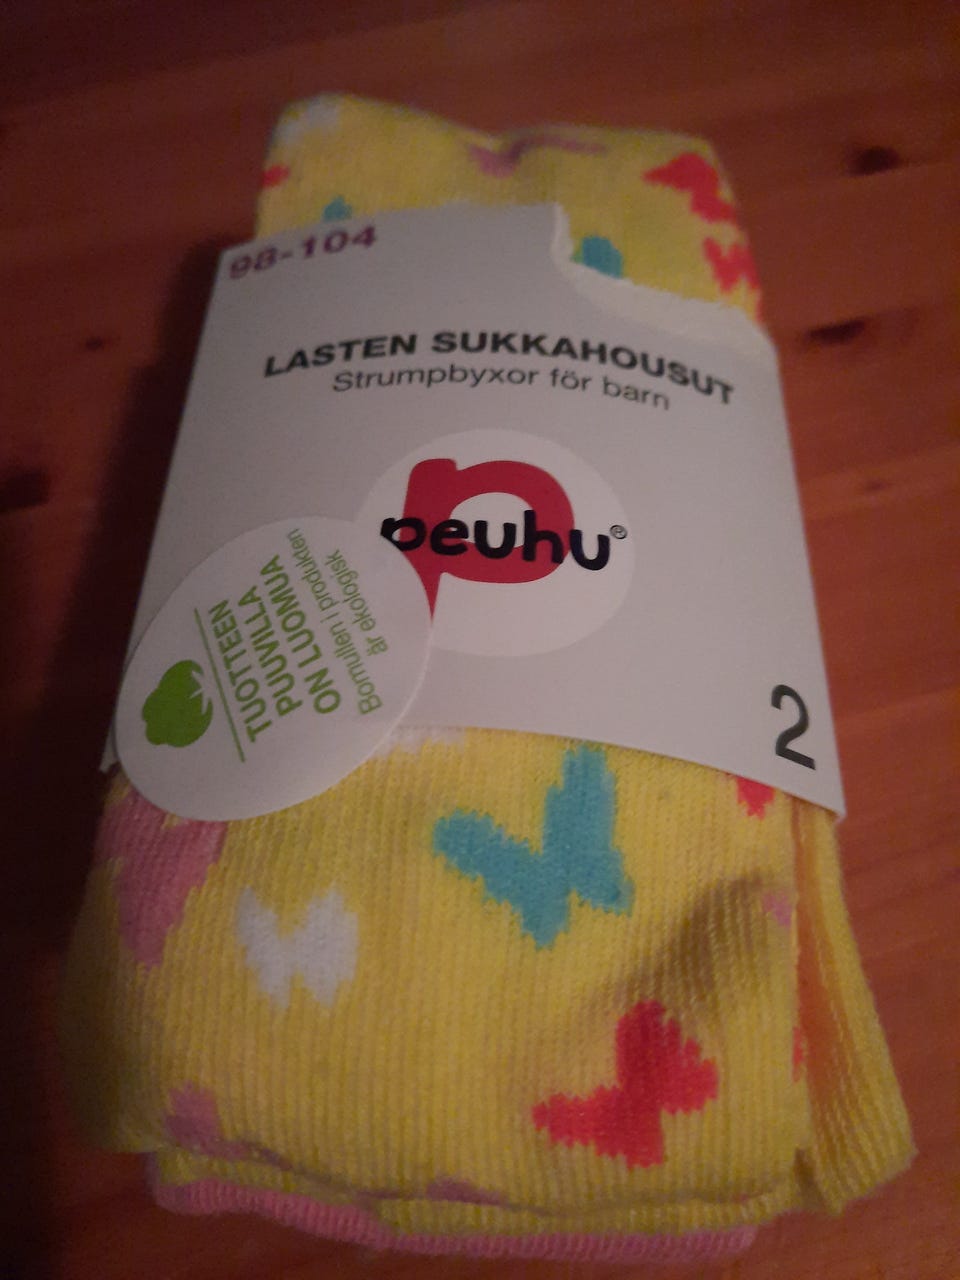 98-104
LASTEN SUKKAHOUSUT
Strumpbyxor för barn
peuhu®
TUOTTEEN
PUUVILLA
ON LUOMUA
Bomullen i produkten
är ekologisk
2